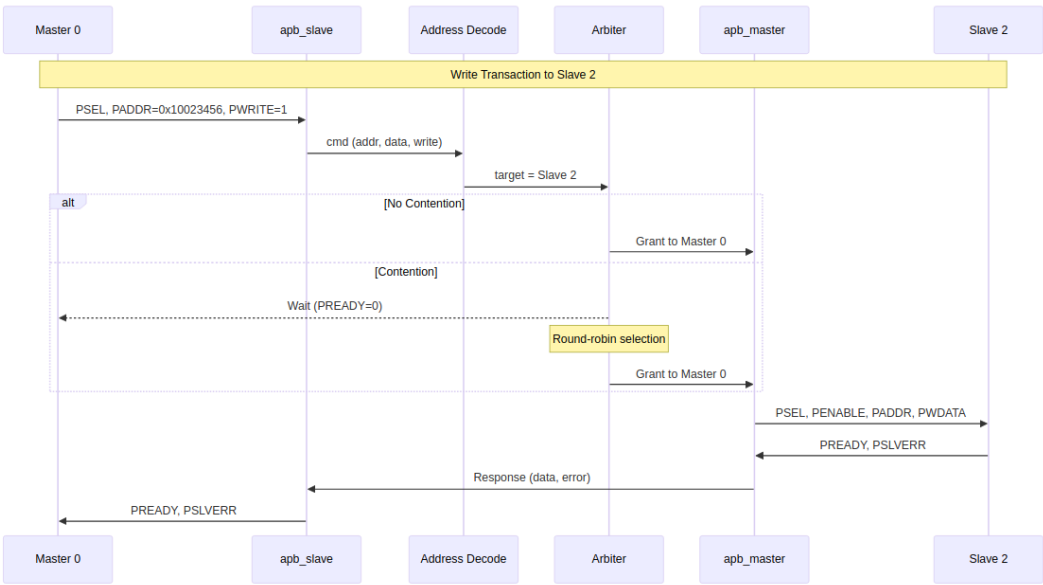 Master 0
apb_slave
Address Decode
Arbiter
apb_master
Slave 2
Write Transaction to Slave 2
PSEL, PADDR=0x10023456, PWRITE=1
cmd (addr, data, write)
target = Slave 2
alt
[No Contention]
Grant to Master 0
[Contention]
Wait (PREADY=0)
Round-robin selection
Grant to Master 0
PSEL, PENABLE, PADDR, PWDATA
PREADY, PSLVERR
Response (data, error)
PREADY, PSLVERR
Master 0
apb_slave
Address Decode
Arbiter
apb_master
Slave 2